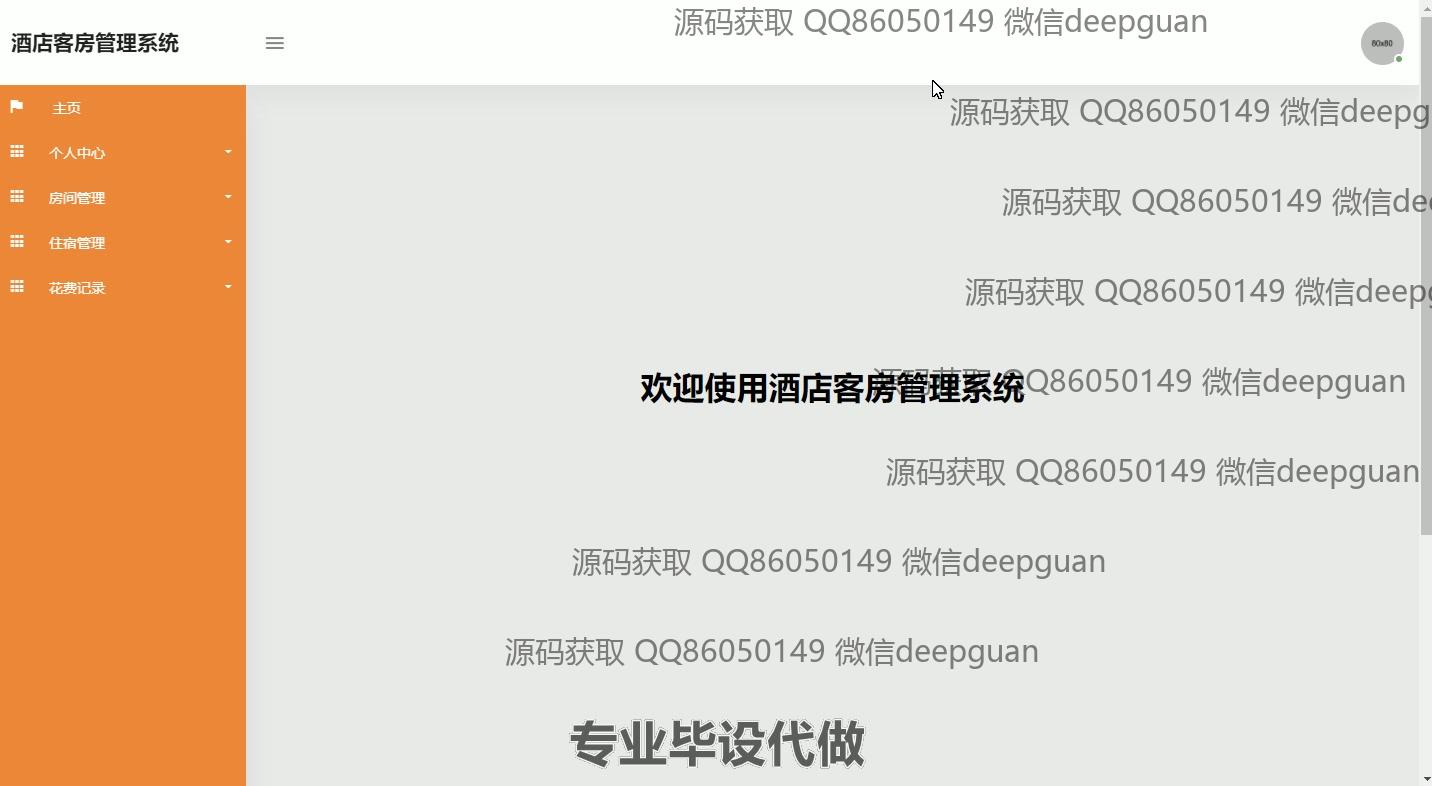 源码获取 QQ86050149 微信deepguan
酒店客房管理系统
80x80
主页
源码获取 QQ86050149 微信deepg
个人中心
房间管理
源码获取 QQ86050149 微信dee
住宿管理
花费记录
源码获取 QQ86050149 微信deepg
欢迎使用酒店客房管理系统
源码获取 QQ86050149 微信deepguan
源码获取 QQ86050149 微信deepguan
源码获取 QQ86050149 微信deepguan
源码获取 QQ86050149 微信deepguan
专业毕设代做